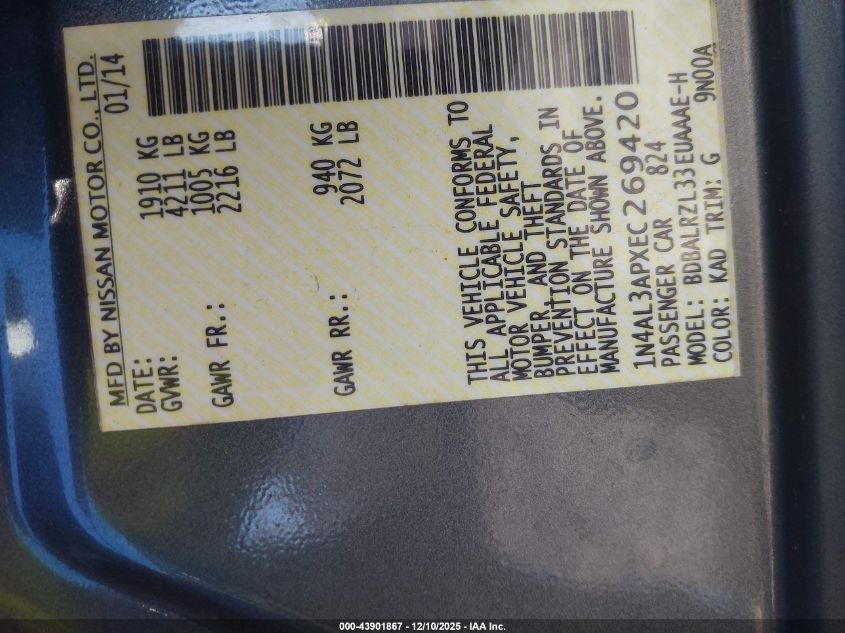 MFD BY NISSAN MOTOR CO., LTD.
DATE: 01/14
GVWR: 1910 KG
4211 LB
GAWR FR.: 1005 KG
2216 LB
GAWR RR.: 940 KG
2072 LB
THIS VEHICLE CONFORMS TO
ALL APPLICABLE FEDERAL
MOTOR VEHICLE SAFETY,
BUMPER AND THEFT
PREVENTION STANDARDS IN
EFFECT ON THE DATE OF
MANUFACTURE SHOWN ABOVE.
1N4AL3APXEC269420
PASSENGER CAR 824
MODEL: BDBALRZL33EUAAAE-H
COLOR: KAD TRIM: G 9N00A
000-43901867 - 12/10/2025 - IAA Inc.